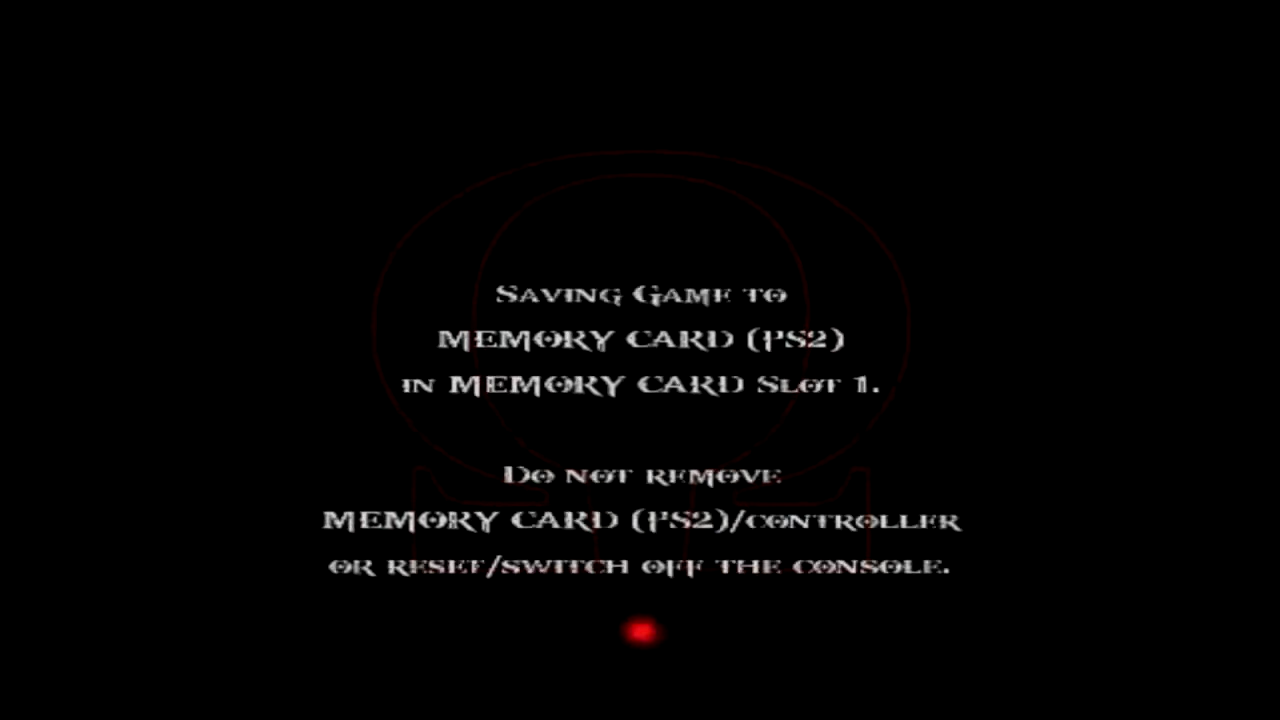 Saving Game to
MEMORY CARD (PS2)
in MEMORY CARD Slot 1.
Do not remove
MEMORY CARD (PS2)/controller
or reset/switch off the console.